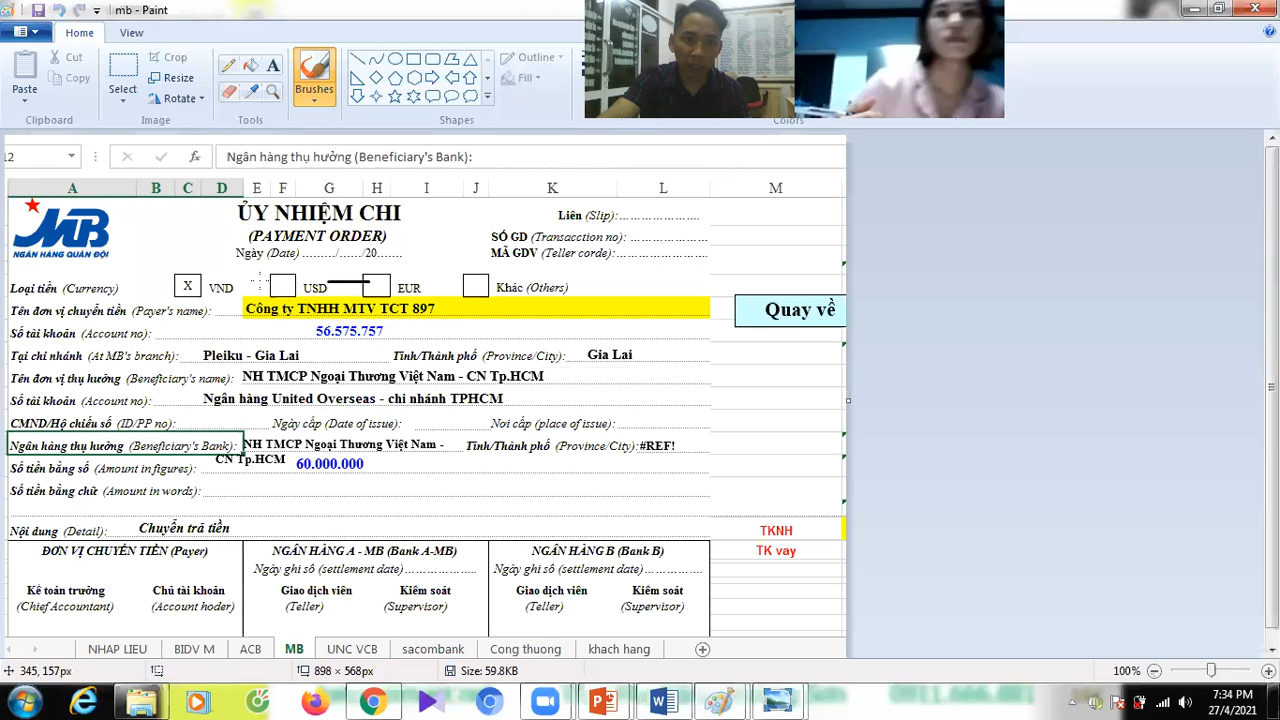 mb - Paint
Home View
Paste
Cut
Copy
Clipboard
Select
Crop
Resize
Rotate
Image
Tools
Brushes
Shapes
Outline
Fill
Colors
12 fx Ngân hàng thụ hưởng (Beneficiary's Bank):
A B C D E F G H I J K L M
MB
NGÂN HÀNG QUÂN ĐỘI
ỦY NHIỆM CHI
(PAYMENT ORDER)
Ngày (Date) ....../....../20.......
Liên (Slip):......................
SỐ GD (Transacction no): ......................
MÃ GDV (Teller corde):......................
Loại tiền (Currency) X VND USD EUR Khác (Others)
Tên đơn vị chuyển tiền (Payer's name): Công ty TNHH MTV TCT 897
Quay về
Số tài khoản (Account no): 56.575.757
Tại chi nhánh (At MB's branch): Pleiku - Gia Lai Tỉnh/Thành phố (Province/City): Gia Lai
Tên đơn vị thụ hưởng (Beneficiary's name): NH TMCP Ngoại Thương Việt Nam - CN Tp.HCM
Số tài khoản (Account no): Ngân hàng United Overseas - chi nhánh TPHCM
CMND/Hộ chiếu số (ID/PP no): Ngày cấp (Date of issue): Nơi cấp (place of issue):
Ngân hàng thụ hưởng (Beneficiary's Bank): NH TMCP Ngoại Thương Việt Nam - CN Tp.HCM Tỉnh/Thành phố (Province/City): #REF!
Số tiền bằng số (Amount in figures): 60.000.000
Số tiền bằng chữ (Amount in words):
Nội dung (Detail): Chuyển trả tiền
TKNH
TK vay
ĐƠN VỊ CHUYỂN TIỀN (Payer) NGÂN HÀNG A - MB (Bank A-MB) NGÂN HÀNG B (Bank B)
Ngày ghi sổ (settlement date)...................... Ngày ghi sổ (settlement date)......................
Kế toán trưởng Chủ tài khoản Giao dịch viên Kiểm soát Giao dịch viên Kiểm soát
(Chief Accountant) (Account hoder) (Teller) (Supervisor) (Teller) (Supervisor)
NHAP LIEU BIDV M ACB MB UNC VCB sacombank Cong thuong khach hang
345, 157px 898 × 568px Size: 59.8KB 100%
7:34 PM
27/4/2021